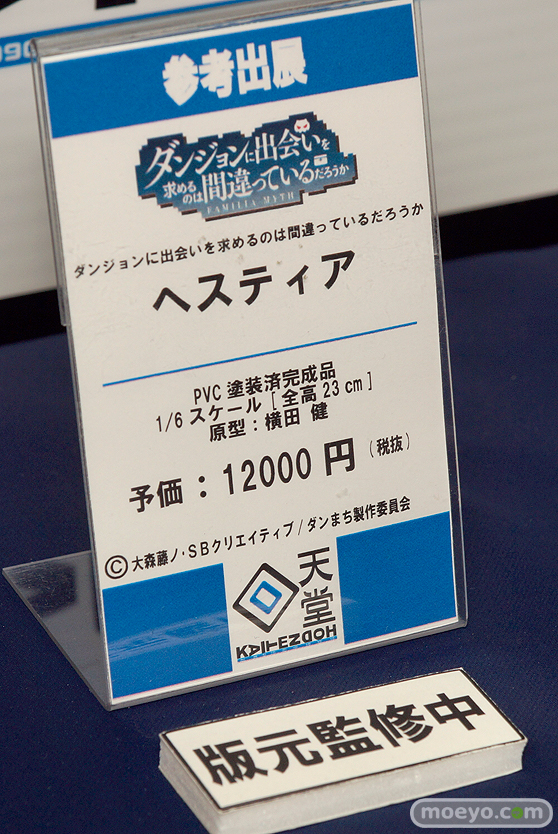 090
参考出展
ダンジョンに出会いを
求めるのは間違っているだろうか
FAMILIA MYTH
ダンジョンに出会いを求めるのは間違っているだろうか
ヘスティア
PVC 塗装済完成品
1/6 スケール [ 全高 23 cm ]
原型 : 横田 健
予価 : 12000 円 ( 税抜 )
© 大森藤ノ・SBクリエイティブ / ダンまち製作委員会
天堂
KAITENDOH
版元監修中
moeyo.com